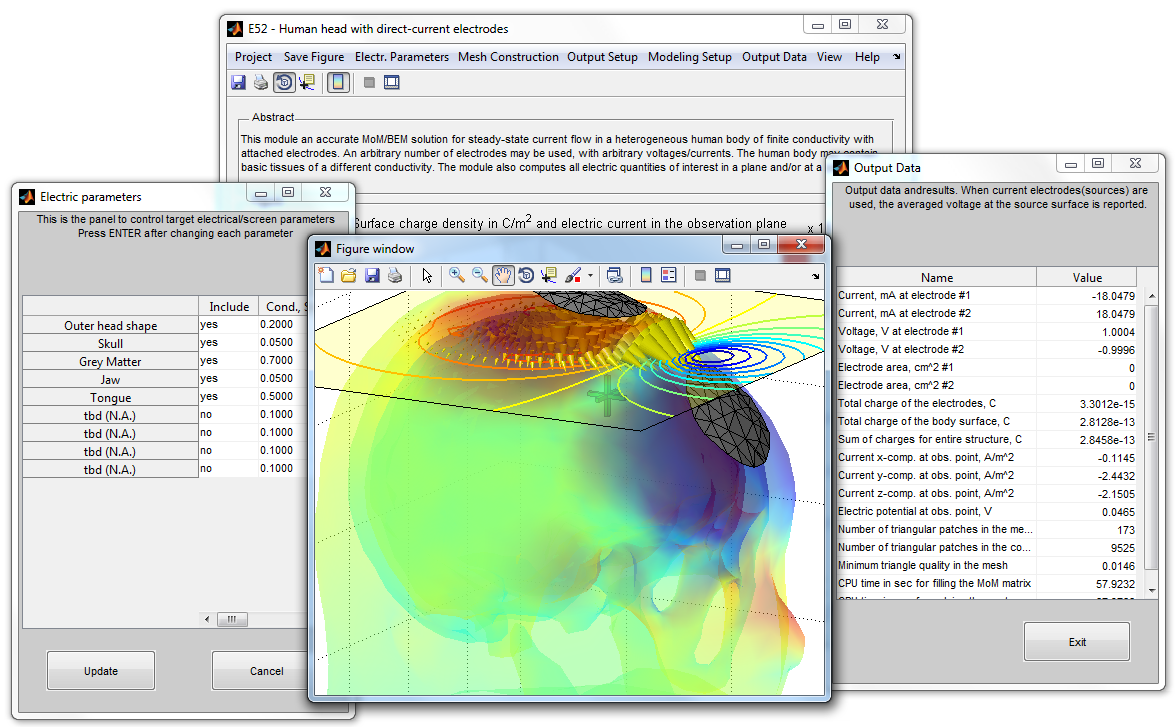 E52 - Human head with direct-current electrodes
Project Save Figure Electr. Parameters Mesh Construction Output Setup Modeling Setup Output Data View Help
Abstract
This module an accurate MoM/BEM solution for steady-state current flow in a heterogeneous human body of finite conductivity with
attached electrodes. An arbitrary number of electrodes may be used, with arbitrary voltages/currents. The human body may contain
basic tissues of a different conductivity. The module also computes all electric quantities of interest in a plane and/or at a
Surface charge density in C/m2 and electric current in the observation plane
x 1
Electric parameters
This is the panel to control target electrical/screen parameters
Press ENTER after changing each parameter
Include Cond.,
Outer head shape yes 0.2000
Skull yes 0.0500
Grey Matter yes 0.7000
Jaw yes 0.0500
Tongue yes 0.5000
tbd (N.A.) no 0.1000
tbd (N.A.) no 0.1000
tbd (N.A.) no 0.1000
tbd (N.A.) no 0.1000
Update Cancel
Figure window
Output Data
Output data andresults. When current electrodes(sources) are
used, the averaged voltage at the source surface is reported.
Name Value
Current, mA at electrode #1 -18.0479
Current, mA at electrode #2 18.0479
Voltage, V at electrode #1 1.0004
Voltage, V at electrode #2 -0.9996
Electrode area, cm^2 #1 0
Electrode area, cm^2 #2 0
Total charge of the electrodes, C 3.3012e-15
Total charge of the body surface, C 2.8128e-13
Sum of charges for entire structure, C 2.8458e-13
Current x-comp. at obs. point, A/m^2 -0.1145
Current y-comp. at obs. point, A/m^2 -2.4432
Current z-comp. at obs. point, A/m^2 -2.1505
Electric potential at obs. point, V 0.0465
Number of triangular patches in the me... 173
Number of triangular patches in the co... 9525
Minimum triangle quality in the mesh 0.0146
CPU time in sec for filling the MoM matrix 57.9232
Exit